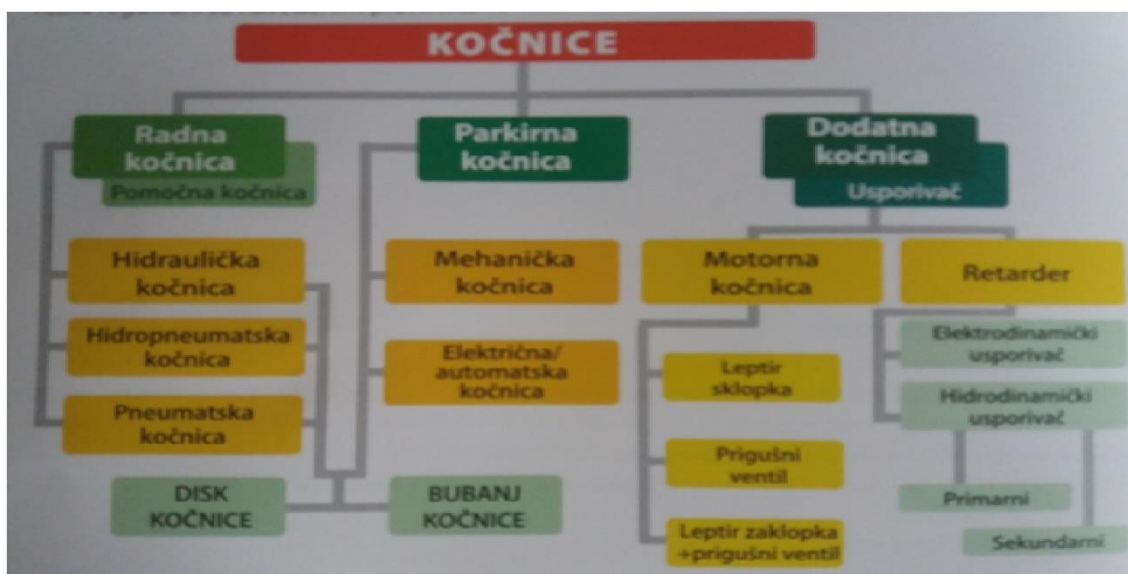 KOČNICE
Radna
kočnica
Pomoćna kočnica
Parkirna
kočnica
Dodatna
kočnica
Usporivač
Hidraulička
kočnica
Hidropneumatska
kočnica
Pneumatska
kočnica
Mehanička
kočnica
Električna/
automatska
kočnica
Motorna
kočnica
Retarder
Leptir
sklopka
Prigušni
ventil
Leptir zaklopka
+prigušni ventil
Elektrodinamički
usporivač
Hidrodinamički
usporivač
Primarni
Sekundarni
DISK
KOČNICE
BUBANJ
KOČNICE